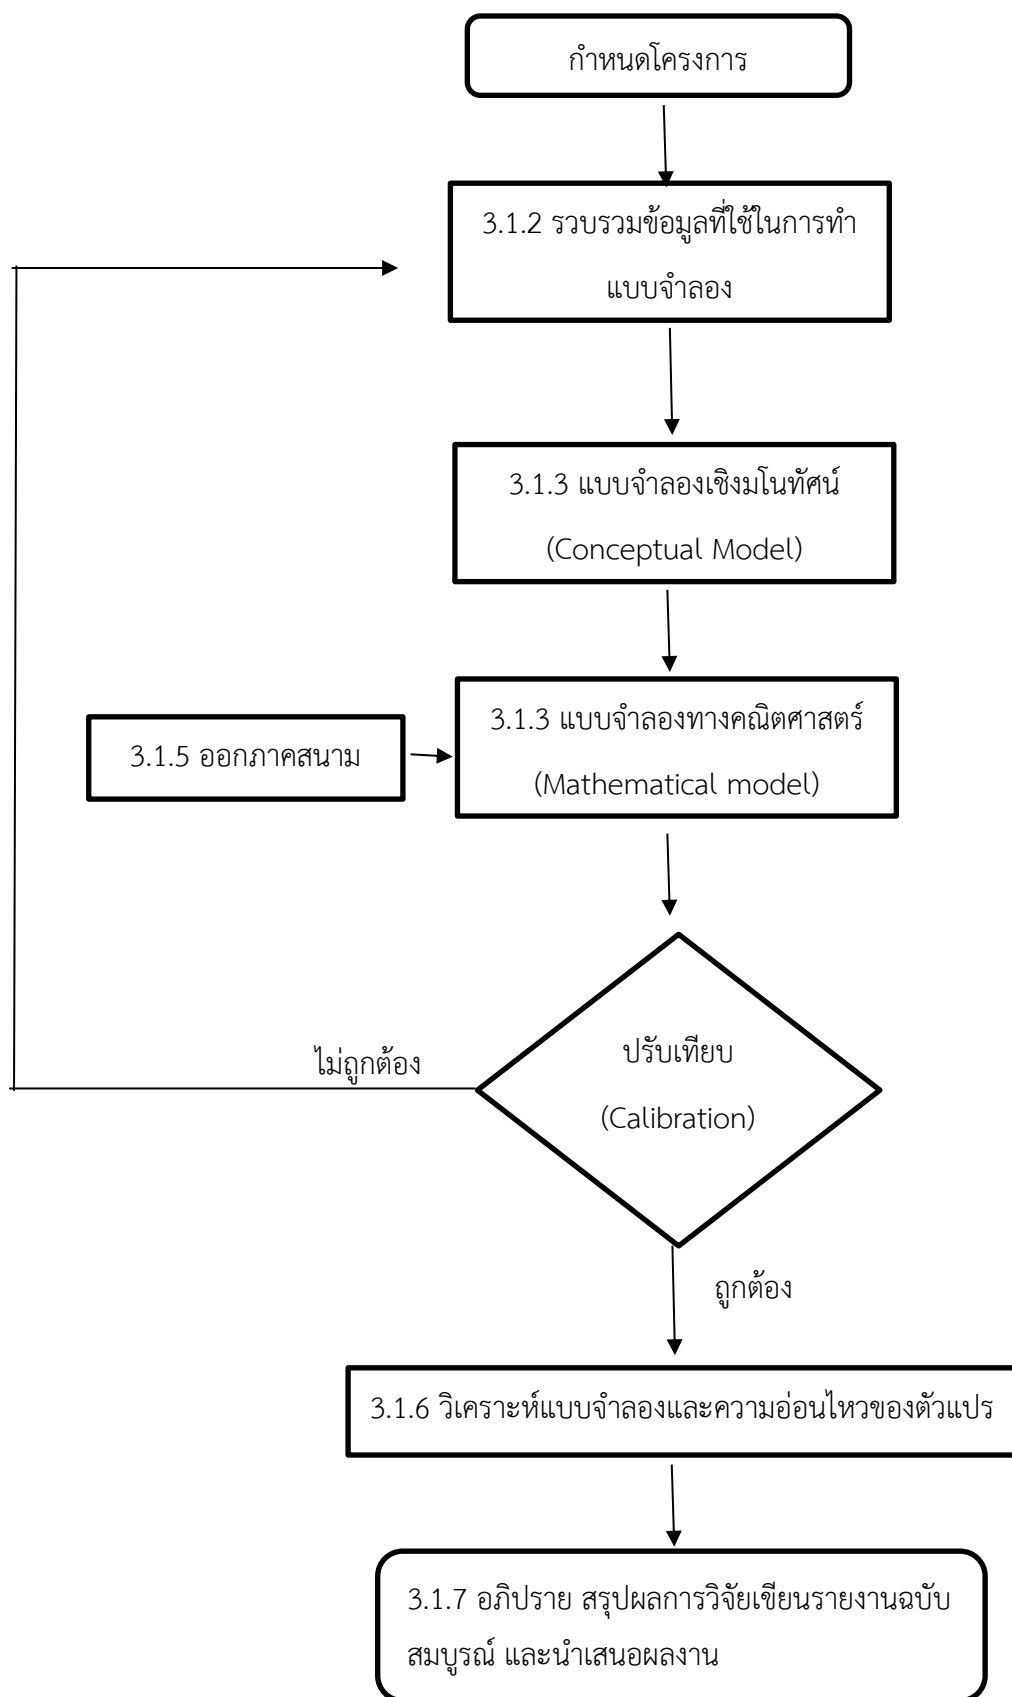 กำหนดโครงการ
3.1.2 รวบรวมข้อมูลที่ใช้ในการทำ
แบบจำลอง
3.1.3 แบบจำลองเชิงมโนทัศน์
(Conceptual Model)
3.1.3 แบบจำลองทางคณิตศาสตร์
(Mathematical model)
3.1.5 ออกภาคสนาม
ปรับเทียบ
(Calibration)
ไม่ถูกต้อง
ถูกต้อง
3.1.6 วิเคราะห์แบบจำลองและความอ่อนไหวของตัวแปร
3.1.7 อภิปราย สรุปผลการวิจัยเขียนรายงานฉบับ
สมบูรณ์ และนำเสนอผลงาน